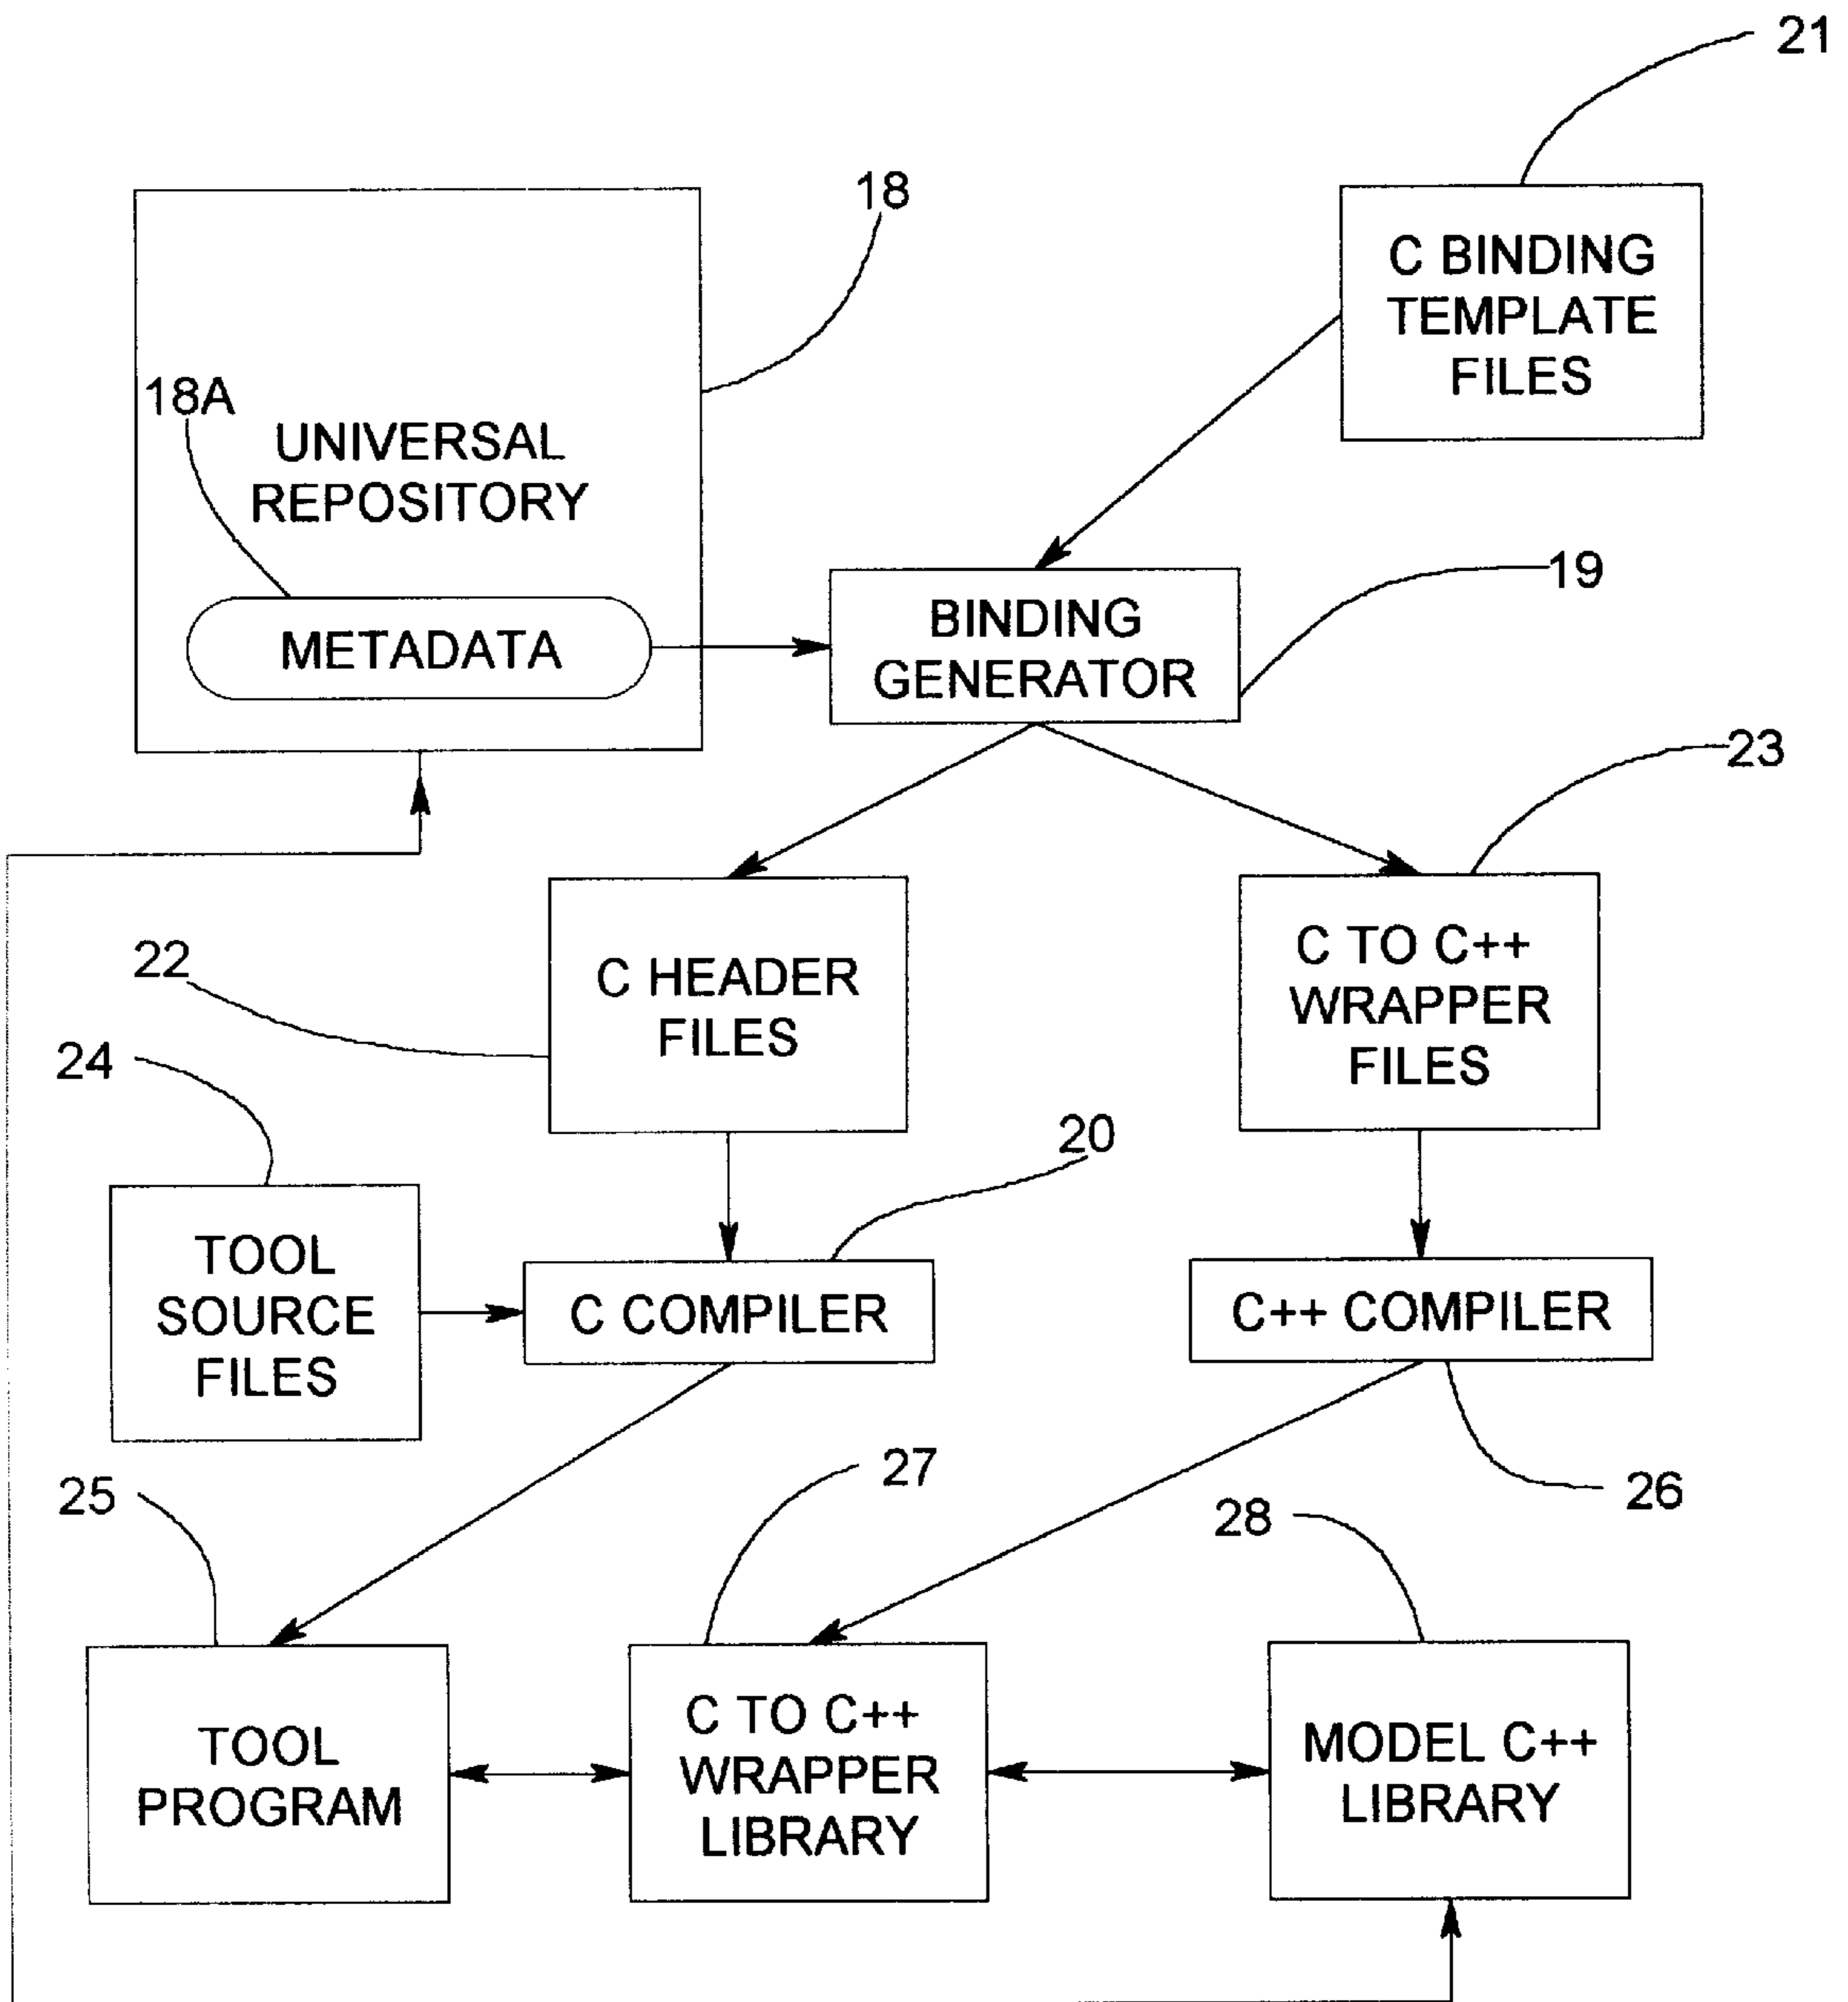 21
18
C BINDING
TEMPLATE
FILES
18A
UNIVERSAL
REPOSITORY
19
BINDING
GENERATOR
METADATA
23
22
C HEADER
FILES
C TO C++
WRAPPER
FILES
24
20
TOOL
SOURCE
FILES
C COMPILER
C++ COMPILER
25
27
28
26
TOOL
PROGRAM
C TO C++
WRAPPER
LIBRARY
MODEL C++
LIBRARY